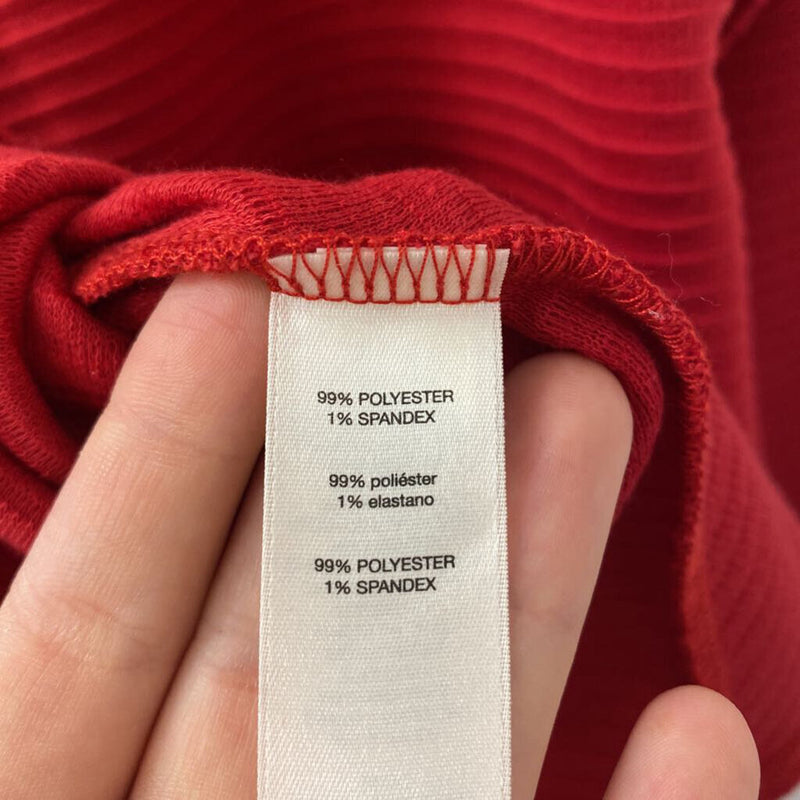 99% POLYESTER
1% SPANDEX
99% poliéster
1% elastano
99% POLYESTER
1% SPANDEX